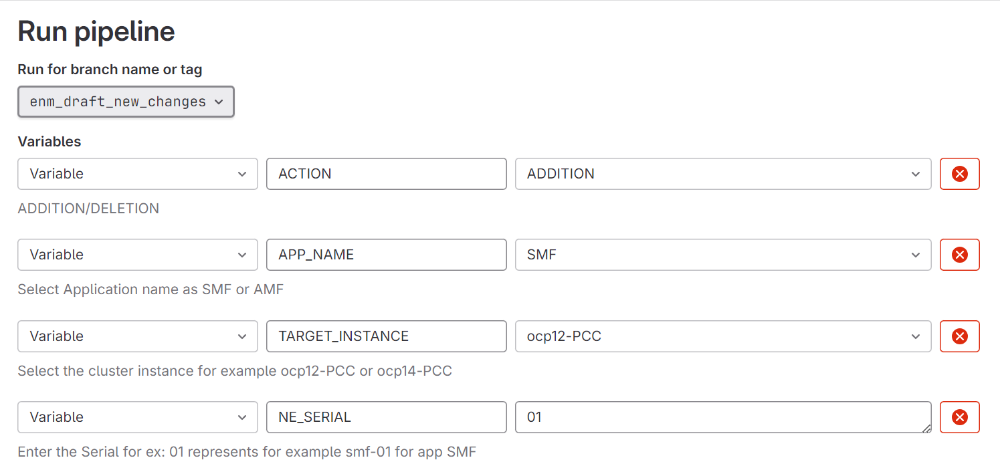 Run pipeline
Run for branch name or tag
enm_draft_new_changes
Variables
Variable ACTION ADDITION
ADDITION/DELETION
Variable APP_NAME SMF
Select Application name as SMF or AMF
Variable TARGET_INSTANCE ocp12-PCC
Select the cluster instance for example ocp12-PCC or ocp14-PCC
Variable NE_SERIAL 01
Enter the Serial for ex: 01 represents for example smf-01 for app SMF